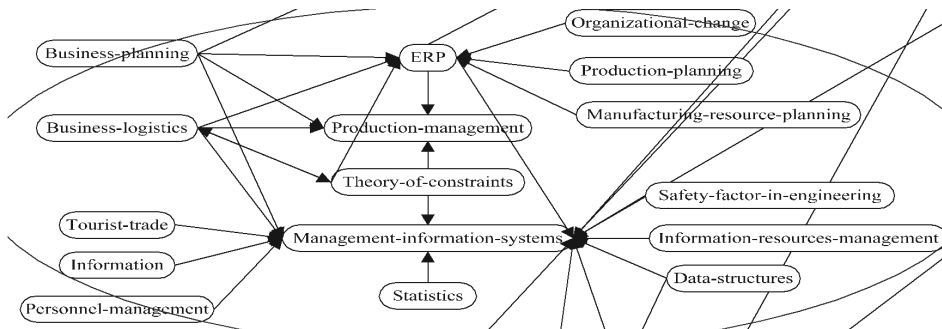 Organizational-change
Business-planning
ERP
Production-planning
Manufacturing-resource-planning
Business-logistics
Production-management
Theory-of-constraints
Safety-factor-in-engineering
Tourist-trade
Management-information-systems
Information-resources-management
Information
Data-structures
Statistics
Personnel-management